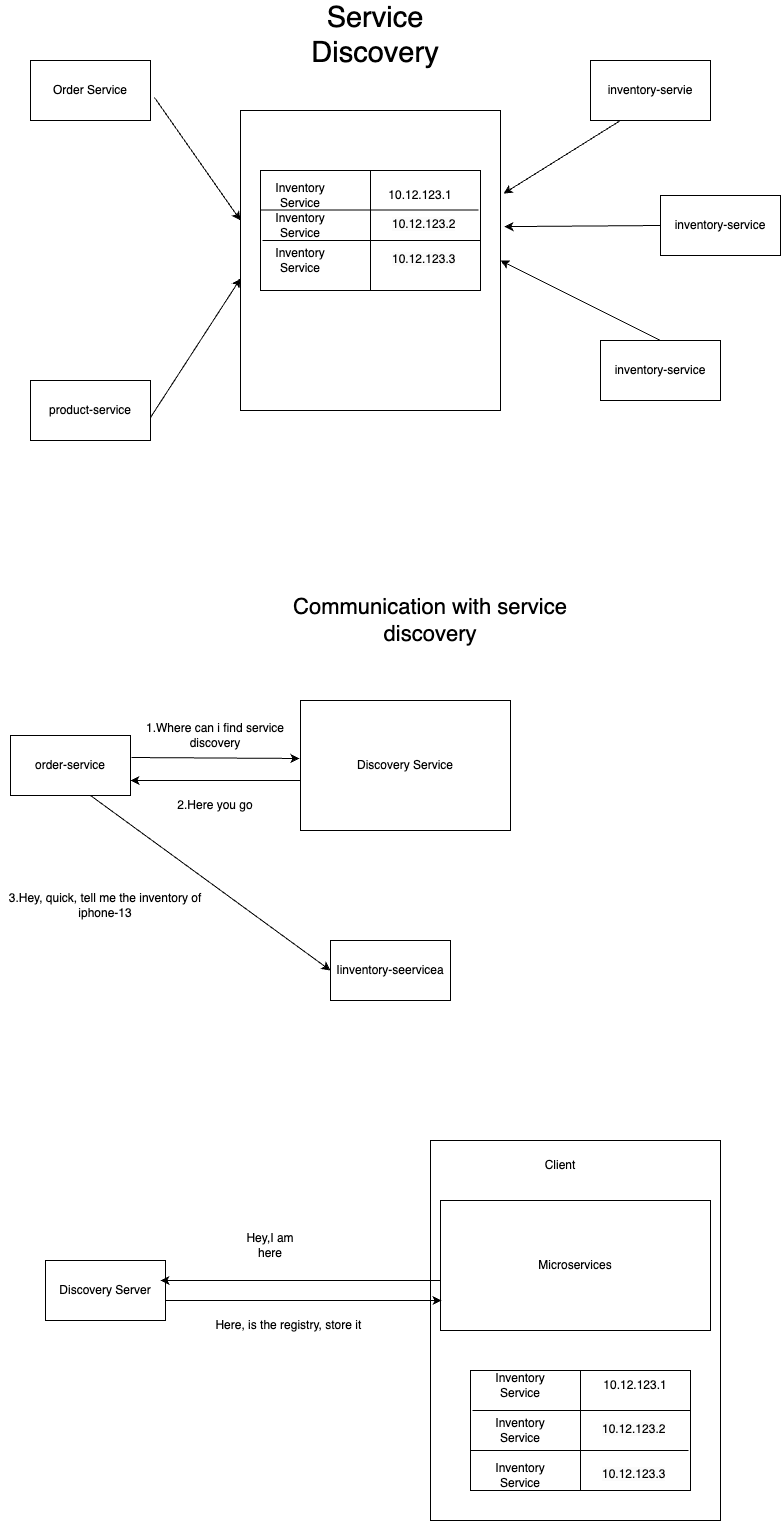 Service
Discovery
Order Service
inventory-servie
Inventory
Service
10.12.123.1
Inventory
Service
10.12.123.2
inventory-service
Inventory
Service
10.12.123.3
inventory-service
product-service
Communication with service
discovery
1.Where can i find service
discovery
order-service
Discovery Service
2.Here you go
3.Hey, quick, tell me the inventory of
iphone-13
Iinventory-seervicea
Client
Hey,I am
here
Microservices
Discovery Server
Here, is the registry, store it
Inventory
Service
10.12.123.1
Inventory
Service
10.12.123.2
Inventory
Service
10.12.123.3